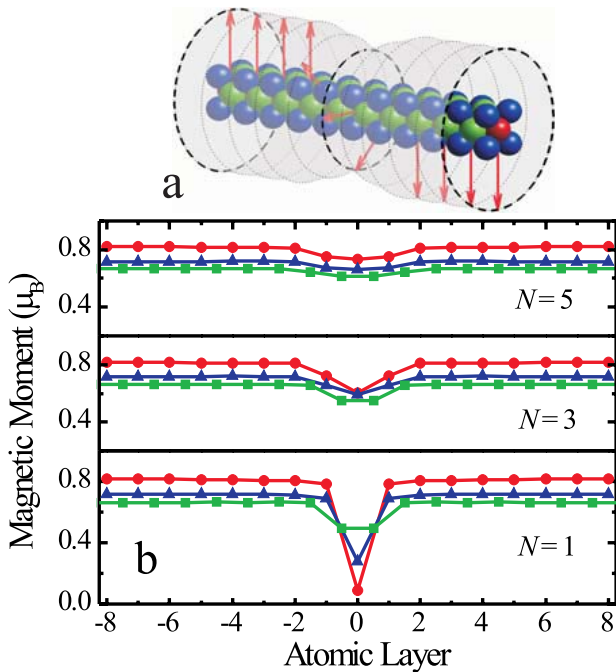 a
0.8
0.4
N=5
0.8
0.4
N=3
0.8
0.4
0.0
N=1
b
Magnetic Moment (μB)
-8 -6 -4 -2 0 2 4 6 8
Atomic Layer